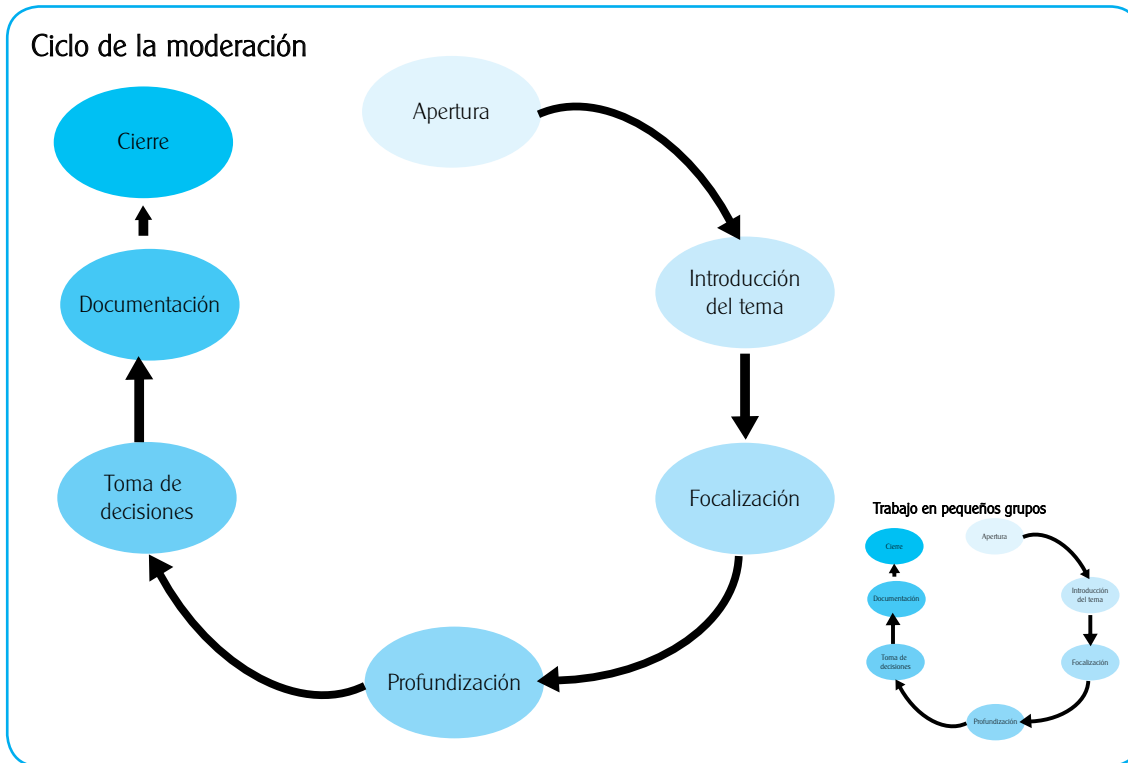 Ciclo de la moderación
Apertura
Introducción
del tema
Focalización
Profundización
Toma de
decisiones
Documentación
Cierre
Trabajo en pequeños grupos
Apertura
Introducción
del tema
Focalización
Profundización
Toma de
decisiones
Documentación
Cierre